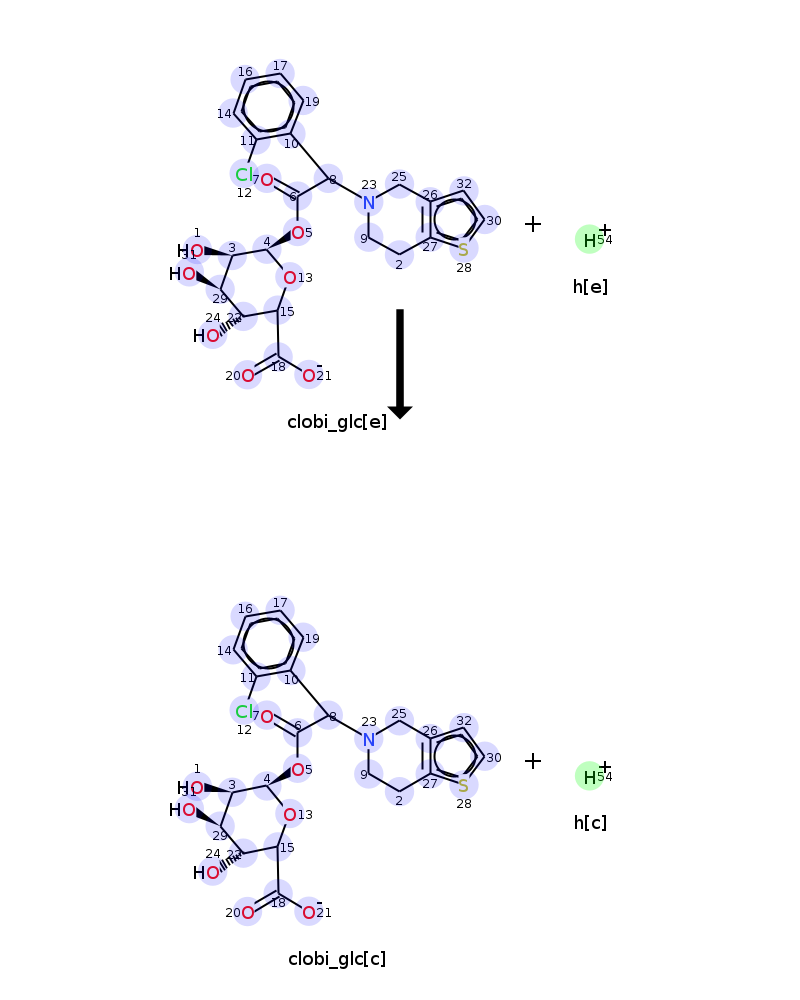 16 17
14 19
11 10
Cl 7 O 8 23 25 26 32
12 6 N 30
1 O 5 9 27 S +
HO 3 4 2 28 H 54 +
31 O 13 h[e]
HO 29
24 22 15
HO
18
20 O O 21 -
clobi_glc[e]
16 17
14 19
11 10
Cl 7 O 8 23 25 26 32
12 6 N 30
1 O 5 9 27 S +
HO 3 4 2 28 H 54 +
31 O 13 h[c]
HO 29
24 22 15
HO
18
20 O O 21 -
clobi_glc[c]